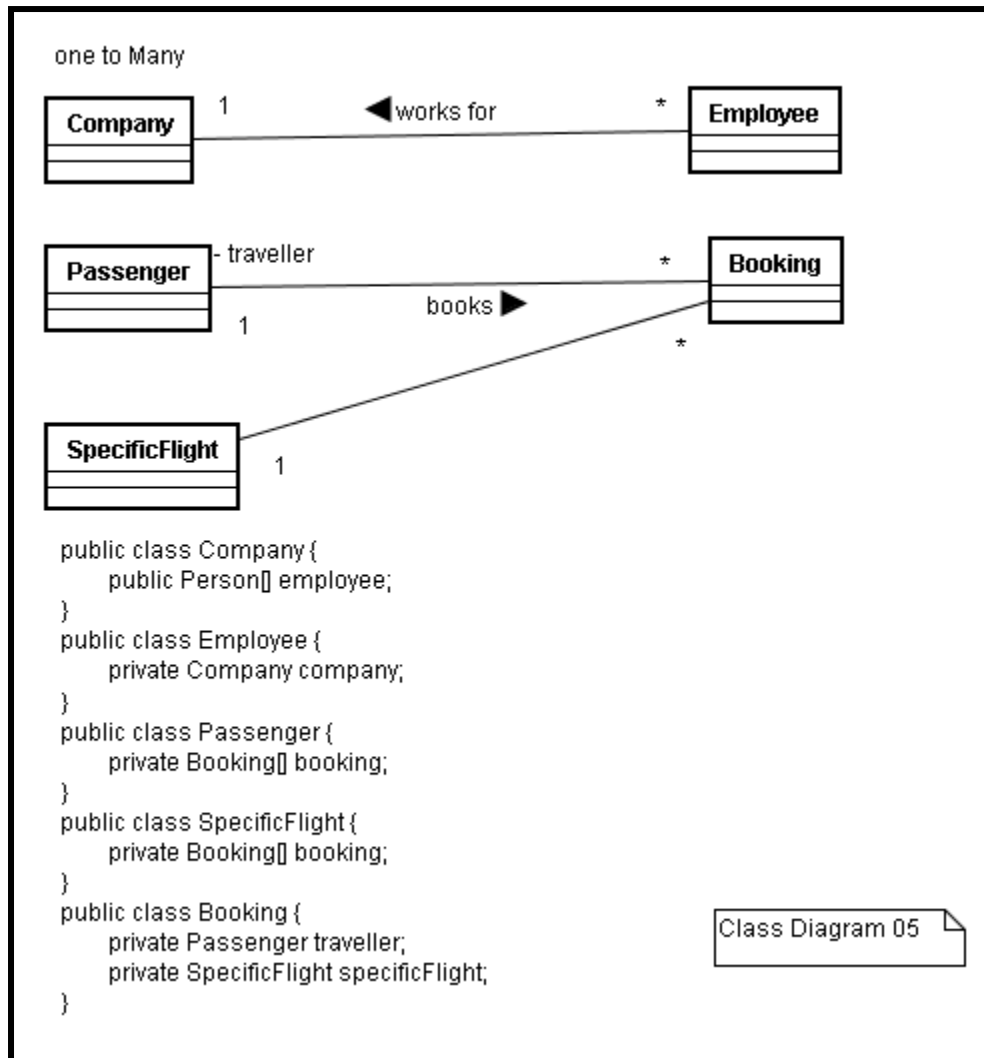 one to Many
1 ◀ works for *
Company
Employee
- traveller
Passenger
*
Booking
books ▶
1
*
SpecificFlight
1
public class Company {
public Person[] employee;
}
public class Employee {
private Company company;
}
public class Passenger {
private Booking[] booking;
}
public class SpecificFlight {
private Booking[] booking;
}
public class Booking {
private Passenger traveller;
private SpecificFlight specificFlight;
}
Class Diagram 05